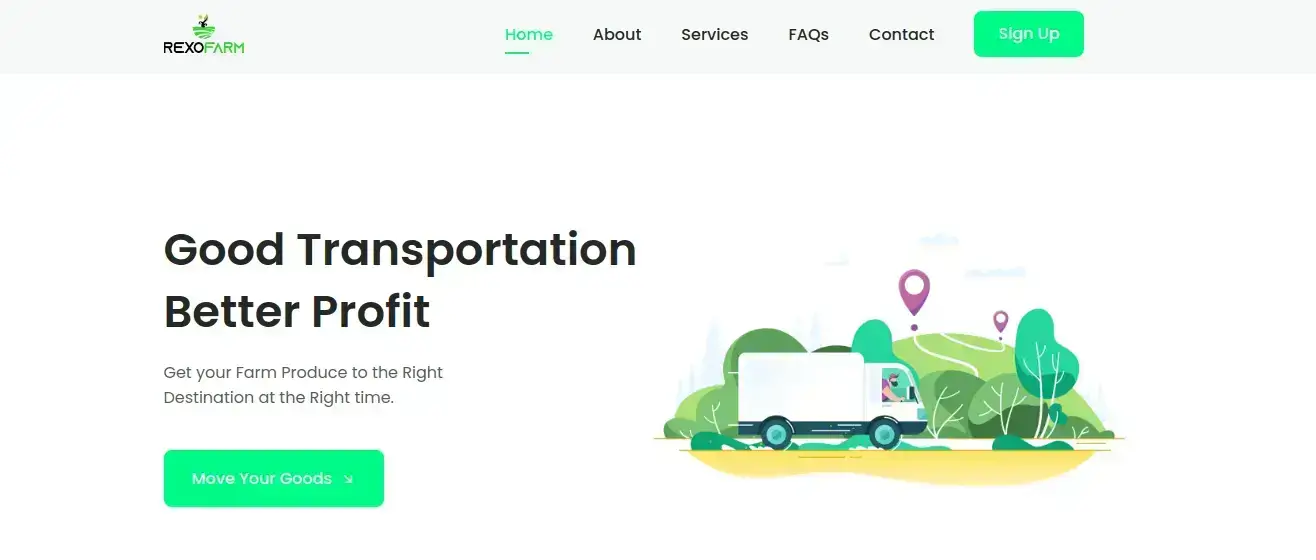 REXOFARM
Home
About
Services
FAQs
Contact
Sign Up
Good Transportation
Better Profit
Get your Farm Produce to the Right
Destination at the Right time.
Move Your Goods